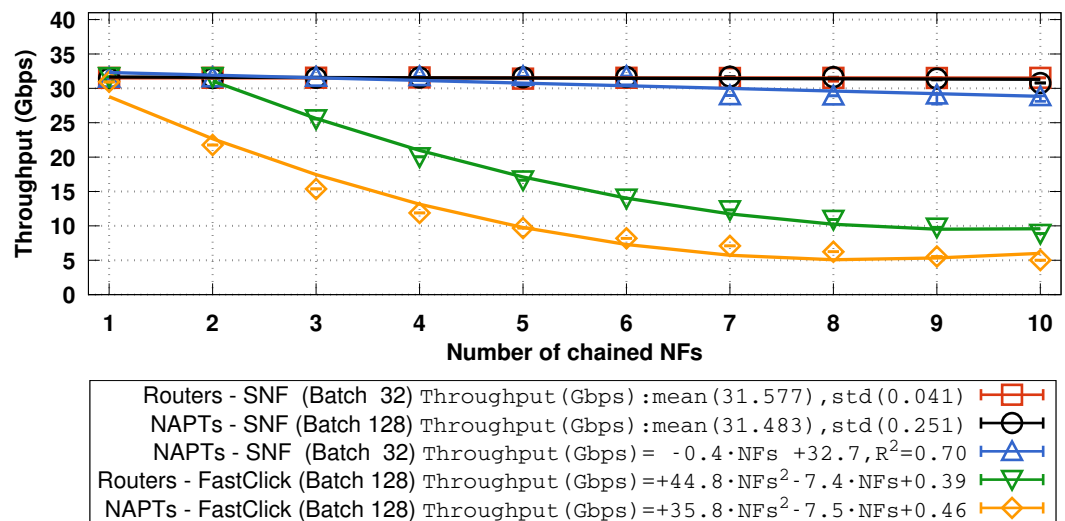 40
35
30
25
20
15
10
5
0
Throughput (Gbps)
1 2 3 4 5 6 7 8 9 10
Number of chained NFs
Routers - SNF (Batch 32) Throughput(Gbps):mean(31.577),std(0.041)
NAPTs - SNF (Batch 128) Throughput(Gbps):mean(31.483),std(0.251)
NAPTs - SNF (Batch 32) Throughput(Gbps)= -0.4·NFs +32.7,R²=0.70
Routers - FastClick (Batch 128) Throughput(Gbps)=+44.8·NFs²-7.4·NFs+0.39
NAPTs - FastClick (Batch 128) Throughput(Gbps)=+35.8·NFs²-7.5·NFs+0.46